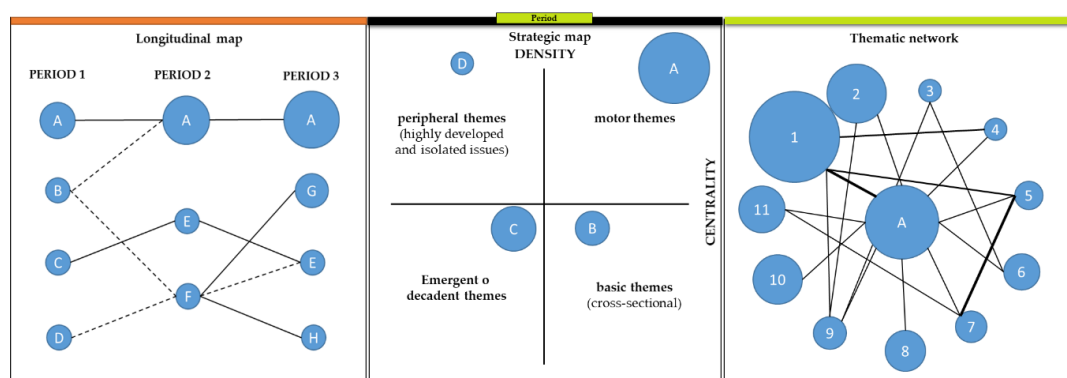 Period
Longitudinal map
PERIOD 1
PERIOD 2
PERIOD 3
A
A
A
B
G
E
C
E
F
D
H
Strategic map
DENSITY
D
A
peripheral themes
(highly developed
and isolated issues)
motor themes
CENTRALITY
C
B
Emergent o
decadent themes
basic themes
(cross-sectional)
Thematic network
1
2
3
4
5
6
7
8
9
10
11
A